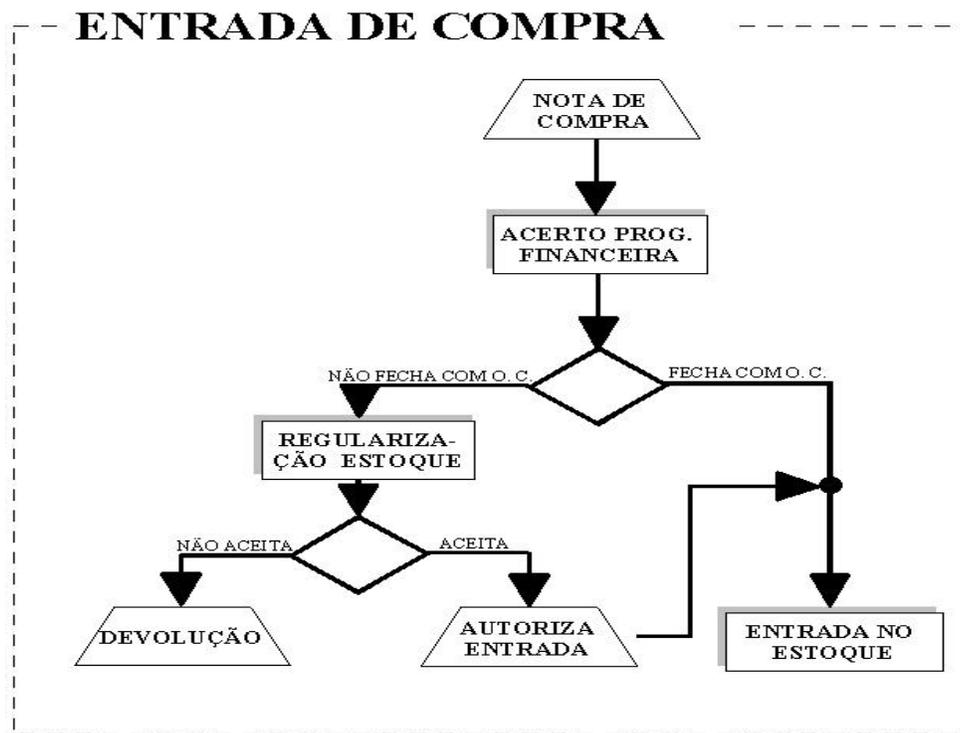 ENTRADA DE COMPRA
NOTA DE
COMPRA
ACERTO PROG.
FINANCEIRA
NÃO FECHA COM O. C.
FECHA COM O. C.
REGULARIZA-
ÇÃO ESTOQUE
NÃO ACEITA
ACEITA
DEVOLUÇÃO
AUTORIZA
ENTRADA
ENTRADA NO
ESTOQUE